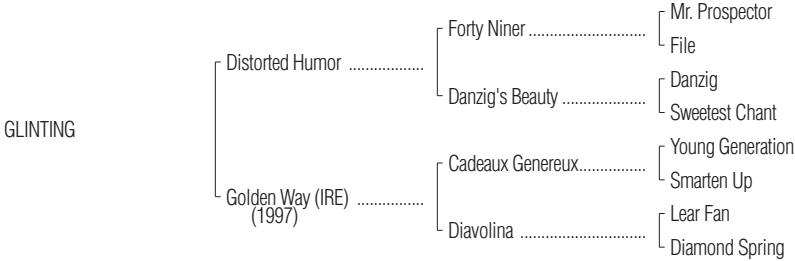 Mr. Prospector
Forty Niner ............................
File
Distorted Humor ..................
Danzig
Danzig's Beauty ....................
Sweetest Chant
GLINTING
Young Generation
Cadeaux Genereux................
Smarten Up
Golden Way (IRE) ................
(1997)
Lear Fan
Diavolina ..............................
Diamond Spring